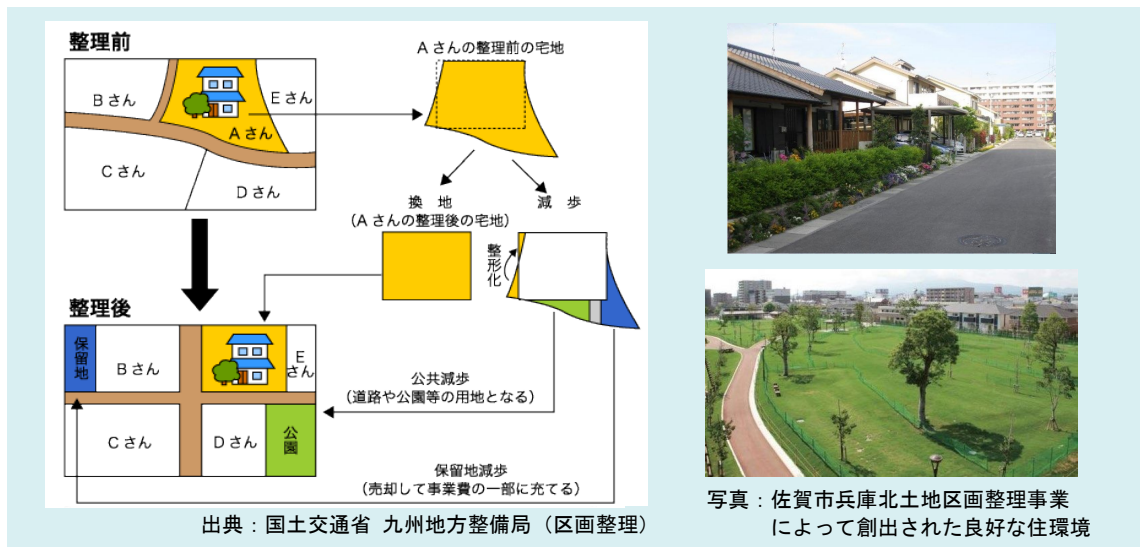 整理前
Bさん
Eさん
Aさん
Cさん
Dさん
Aさんの整理前の宅地
換 地
(Aさんの整理後の宅地)
減 歩
整形化
整理後
保留地
Bさん
E
さん
Cさん
Dさん
公園
公共減歩
(道路や公園等の用地となる)
保留地減歩
(売却して事業費の一部に充てる)
出典:国土交通省 九州地方整備局(区画整理)
写真:佐賀市兵庫北土地区画整理事業
によって創出された良好な住環境